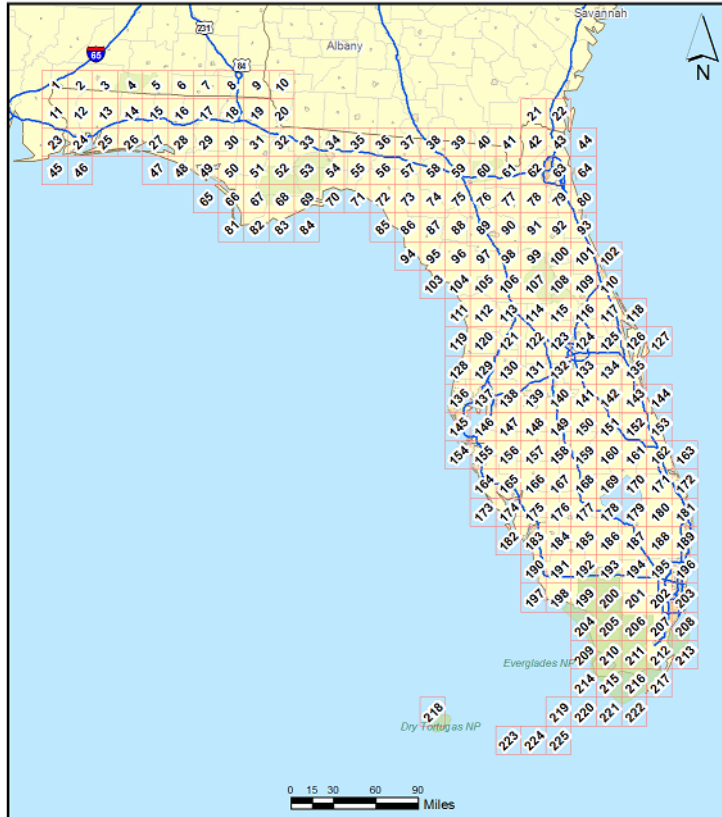 Savannah
231
65
Albany
84
N
1 2 3 4 5 6 7 8 9 10
11 12 13 14 15 16 17 18 19 20 21 22
23 24 25 26 27 28 29 30 31 32 33 34 35 36 37 38 39 40 41 42 43 44
45 46 47 48 49 50 51 52 53 54 55 56 57 58 59 60 61 62 63 64
65 66 67 68 69 70 71 72 73 74 75 76 77 78 79 80
81 82 83 84 85 86 87 88 89 90 91 92 93
94 95 96 97 98 99 100 101 102
103 104 105 106 107 108 109 110
111 112 113 114 115 116 117 118
119 120 121 122 123 124 125 126 127
128 129 130 131 132 133 134 135
136 137 138 139 140 141 142 143 144
145 146 147 148 149 150 151 152 153
154 155 156 157 158 159 160 161 162 163
164 165 166 167 168 169 170 171 172
173 174 175 176 177 178 179 180 181
182 183 184 185 186 187 188 189
190 191 192 193 194 195 196
197 198 199 200 201 202 203
204 205 206 207 208
209 210 211 212 213
Everglades NP
214 215 216 217
218 219 220 221 222
Dry Tortugas NP
223 224 225
0 15 30 60 90
Miles